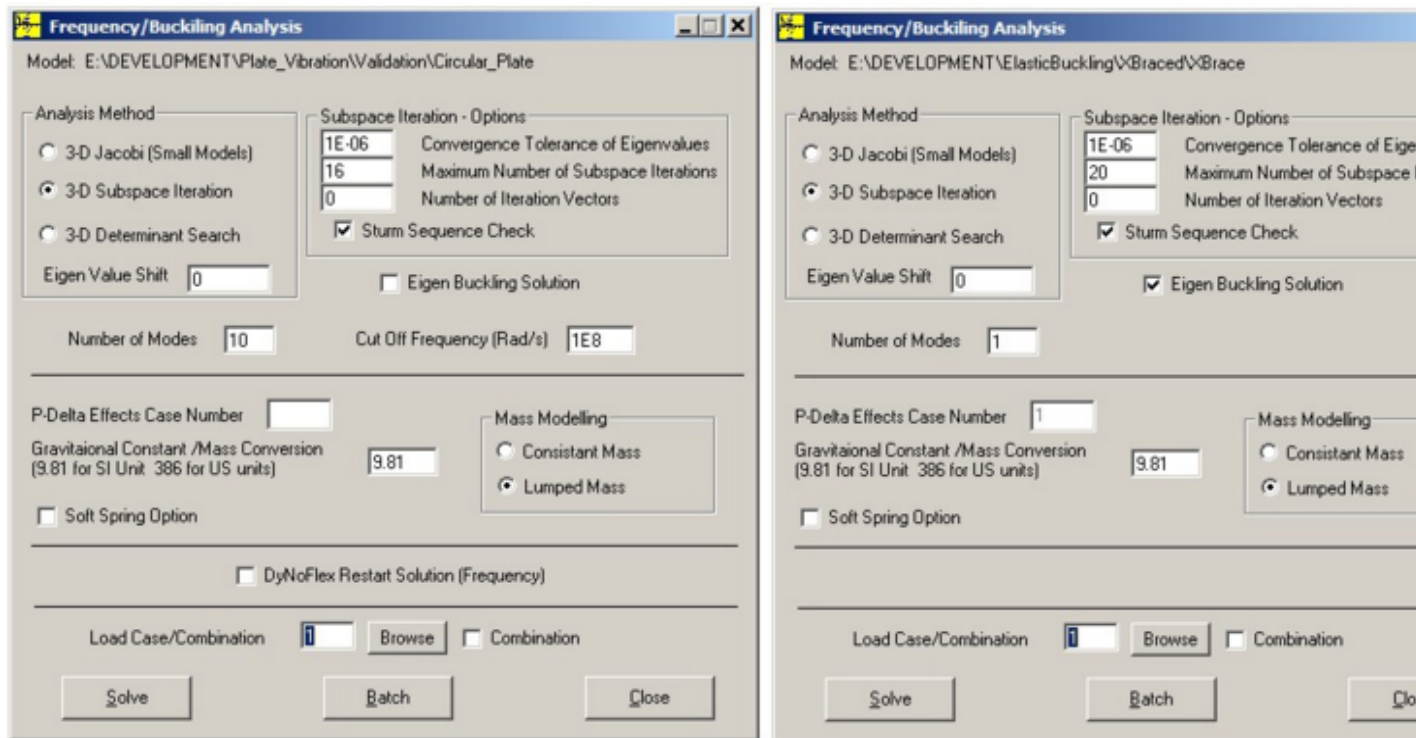 Frequency/Buckiling Analysis
Model: E:\DEVELOPMENT\Plate_Vibration\Validation\Circular_Plate
Analysis Method
3-D Jacobi (Small Models)
3-D Subspace Iteration
3-D Determinant Search
Eigen Value Shift 0
Subspace Iteration - Options
1E-06 Convergence Tolerance of Eigenvalues
16 Maximum Number of Subspace Iterations
0 Number of Iteration Vectors
Sturm Sequence Check
Eigen Buckling Solution
Number of Modes 10 Cut Off Frequency (Rad/s) 1E8
P-Delta Effects Case Number
Gravitaional Constant /Mass Conversion
(9.81 for SI Unit 386 for US units) 9.81
Mass Modelling
Consistant Mass
Lumped Mass
Soft Spring Option
DyNoFlex Restart Solution (Frequency)
Load Case/Combination 1 Browse Combination
Solve Batch Close
Frequency/Buckiling Analysis
Model: E:\DEVELOPMENT\ElasticBuckling\XBraced\XBrace
Analysis Method
3-D Jacobi (Small Models)
3-D Subspace Iteration
3-D Determinant Search
Eigen Value Shift 0
Subspace Iteration - Options
1E-06 Convergence Tolerance of Eige
20 Maximum Number of Subspace
0 Number of Iteration Vectors
Sturm Sequence Check
Eigen Buckling Solution
Number of Modes 1
P-Delta Effects Case Number 1
Gravitaional Constant /Mass Conversion
(9.81 for SI Unit 386 for US units) 9.81
Mass Modelling
Consistant Mass
Lumped Mass
Soft Spring Option
Load Case/Combination 1 Browse Combination
Solve Batch Clo